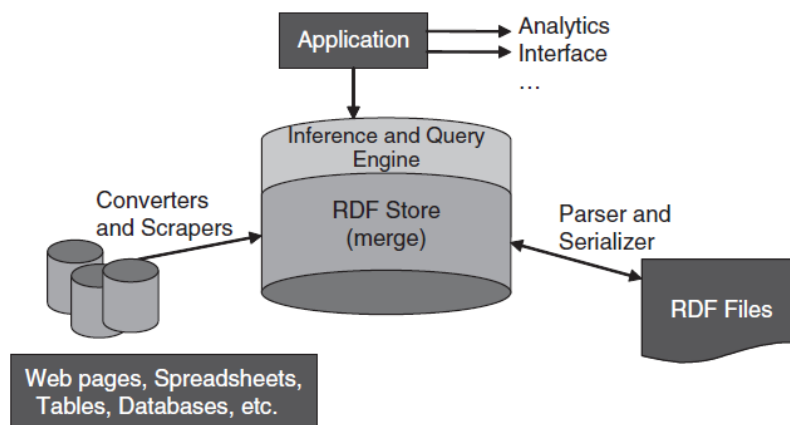 Application
Analytics
Interface
...
Inference and Query
Engine
Converters
and Scrapers
RDF Store
(merge)
Parser and
Serializer
RDF Files
Web pages, Spreadsheets,
Tables, Databases, etc.